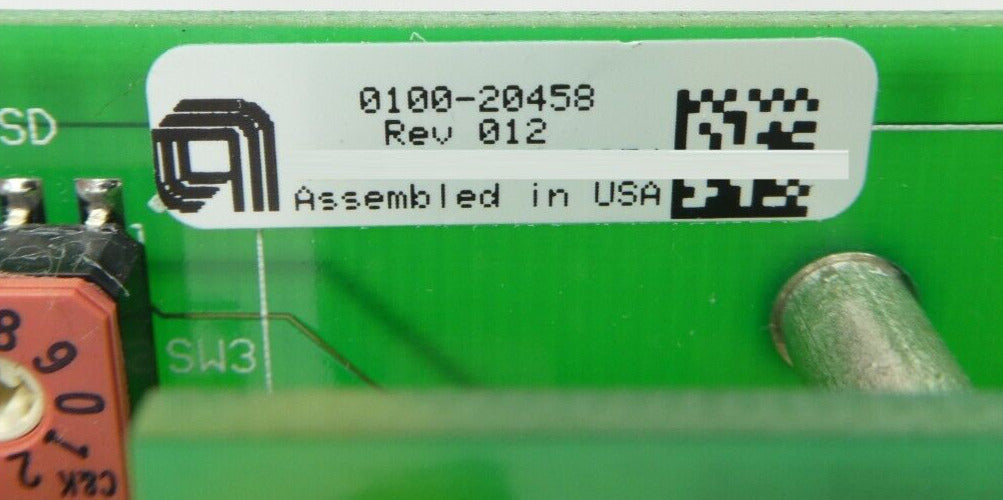 0100-20458
Rev 012
Assembled in USA
SD
SW3
8
9
0
1
2
C&K